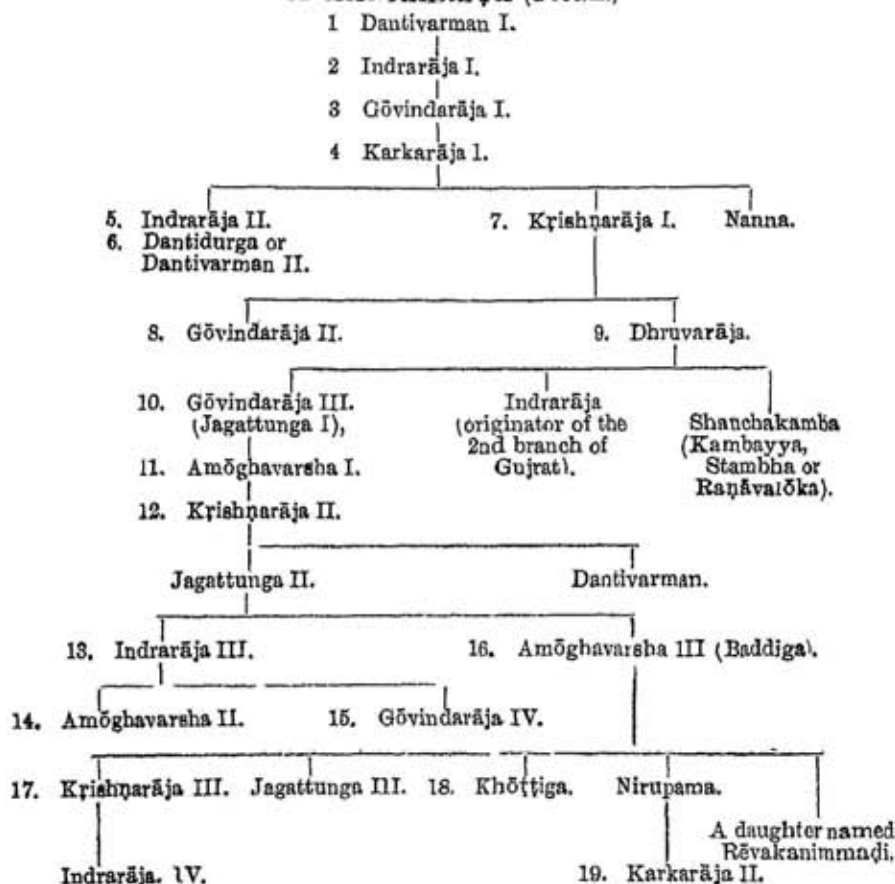 1 Dantivarman I.
2 Indrarāja I.
3 Gōvindarāja I.
4 Karkarāja I.
5. Indrarāja II. 7. Kṛishṇarāja I. Nanna.
6. Dantidurga or
Dantivarman II.
8. Gōvindarājā II. 9. Dhruvarāja.
10. Gōvindarāja III. Indrarāja
(Jagattunga I), (originator of the Shanchakamba
2nd branch of (Kambayya,
11. Amōghavarsha I. Gujrat). Stambha or
Raṇâvalōka).
12. Kṛishṇarāja II.
Jagattunga II. Dantivarman.
13. Indrarāja III. 16. Amōghavarsha III (Baddiga).
14. Amōghavarsha II. 15. Gōvindarāja IV.
17. Kṛishṇarāja III. Jagattunga III. 18. Khōṭṭiga. Nirupama.
A daughter named
Rēvakanimmaḍi.
Indrarāja. IV. 19. Karkarāja II.